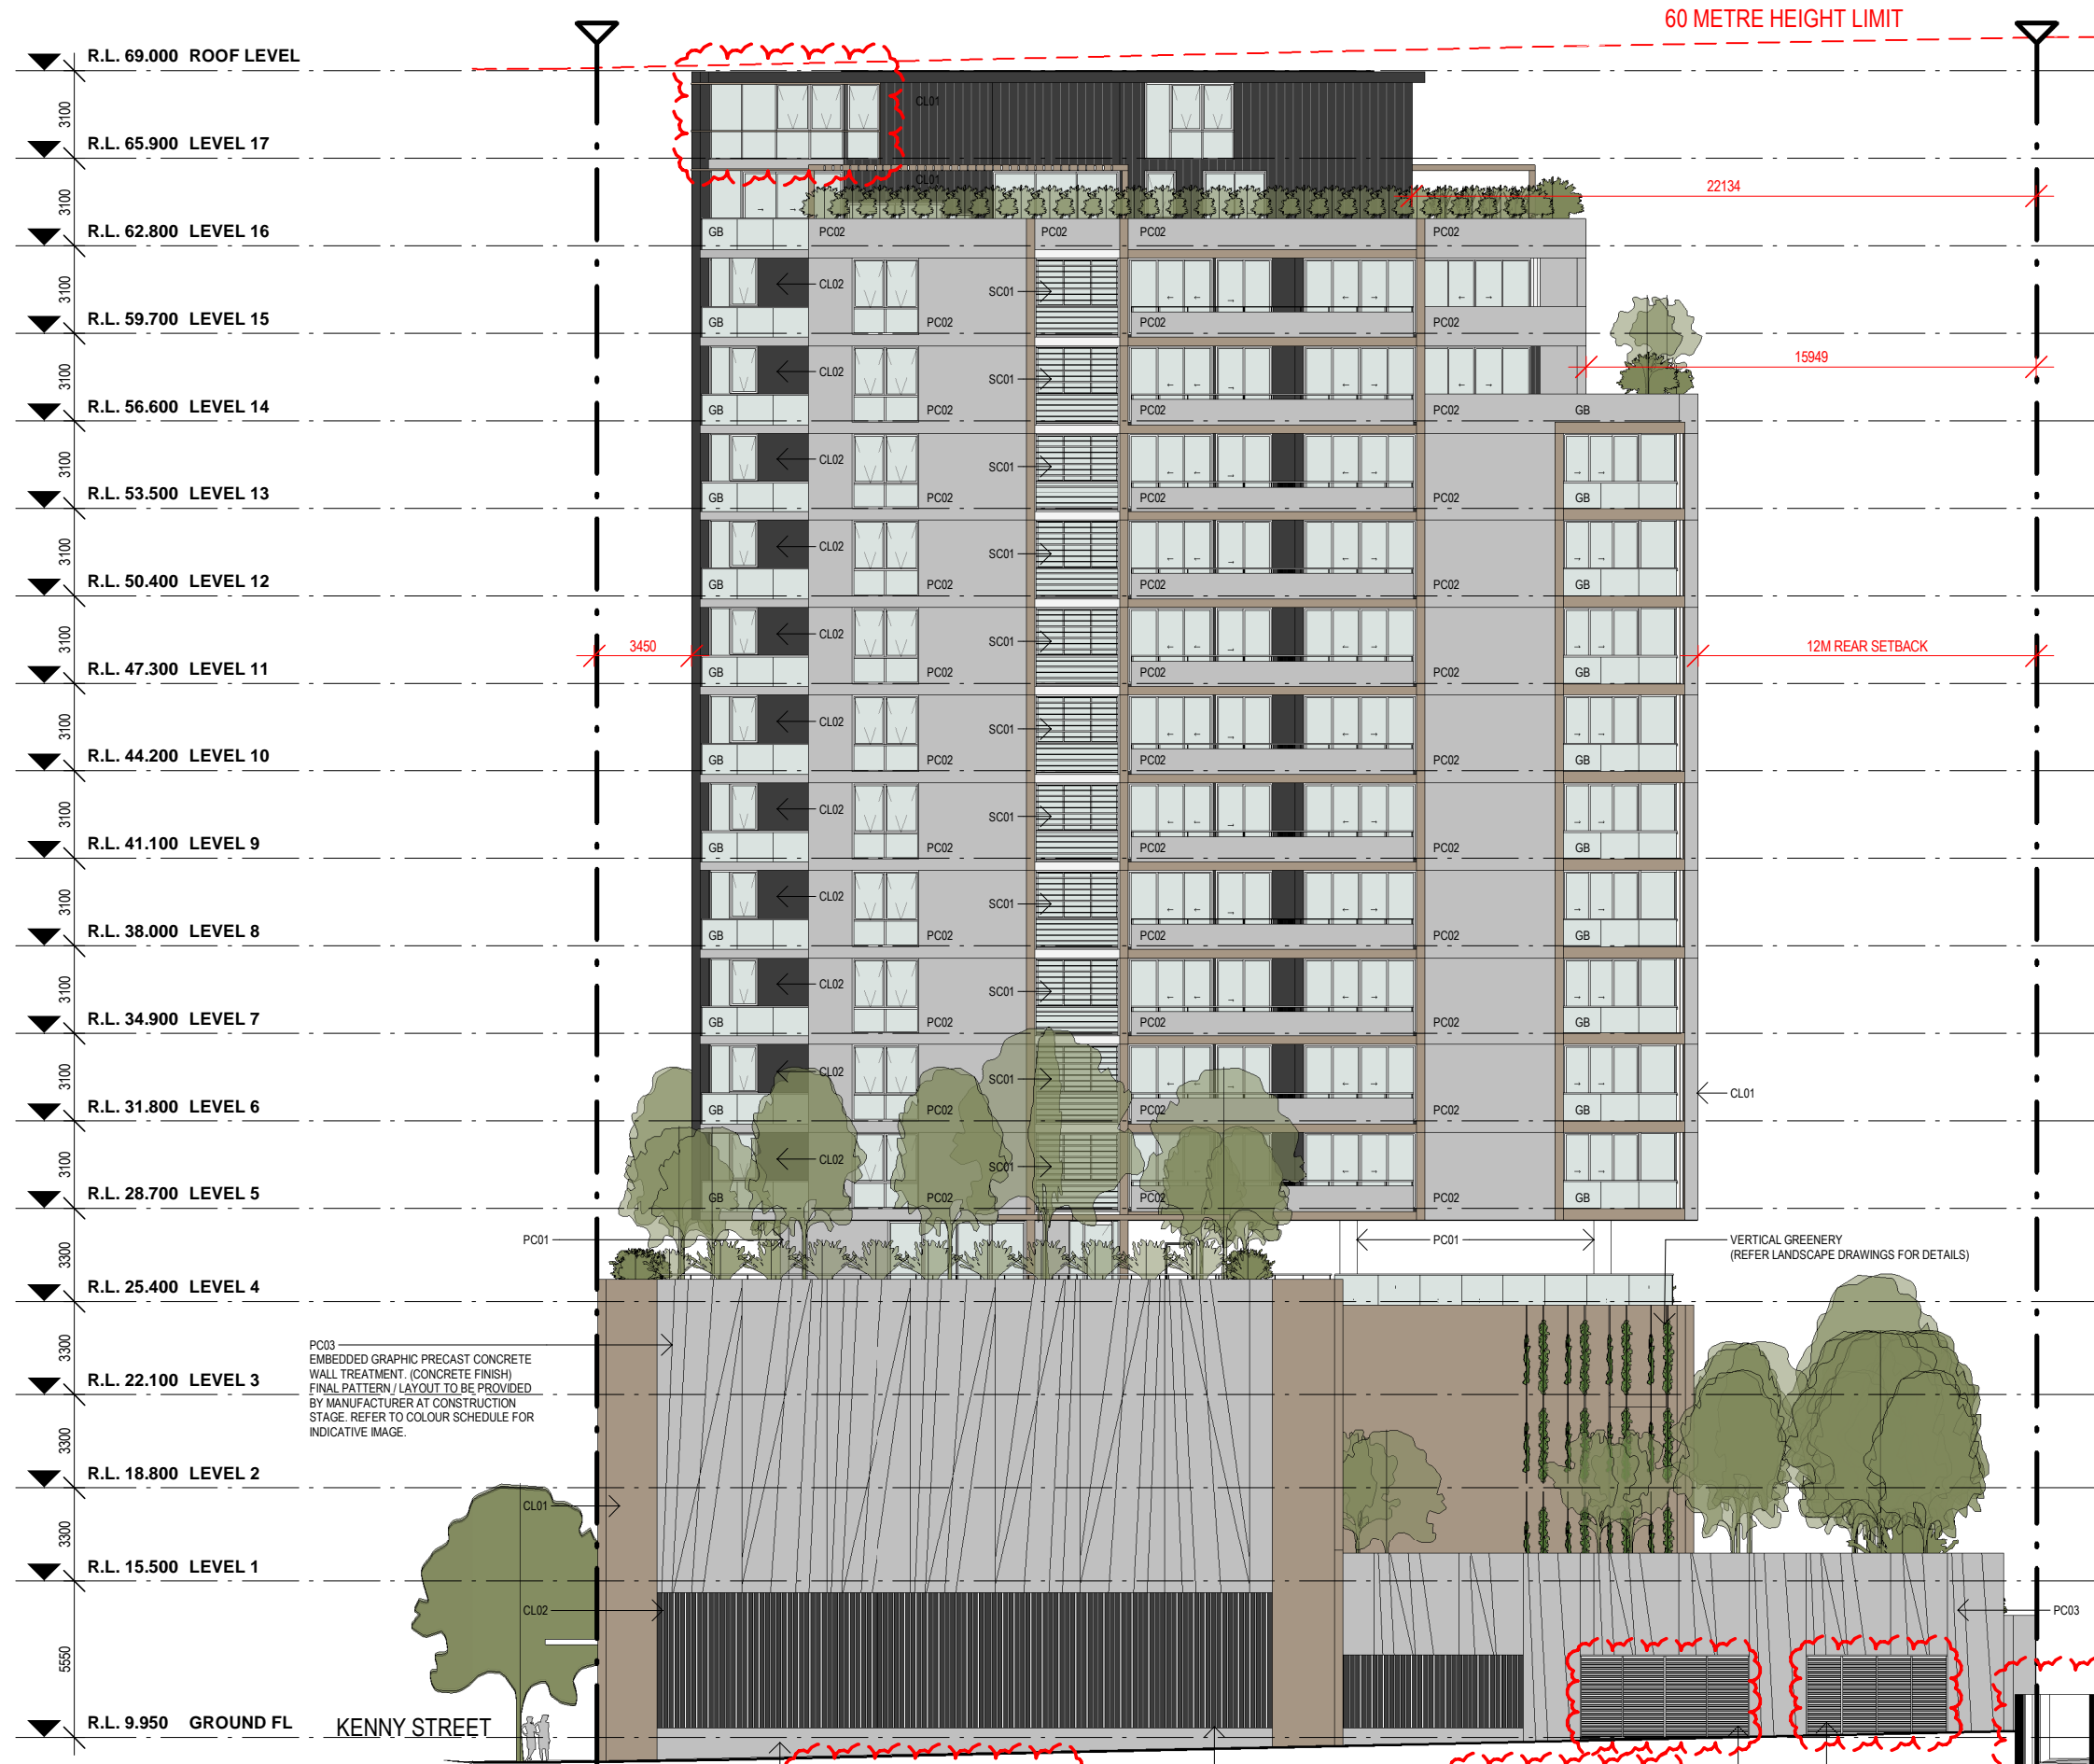 60 METRE HEIGHT LIMIT
R.L. 69.000 ROOF LEVEL
3100
CL01
R.L. 65.900 LEVEL 17
3100
CL01
22134
R.L. 62.800 LEVEL 16
GB PC02 PC02 PC02 PC02
3100
CL02 SC01
R.L. 59.700 LEVEL 15
GB PC02 PC02 PC02
3100
CL02 SC01
15949
R.L. 56.600 LEVEL 14
GB PC02 PC02 PC02 GB
3100
CL02 SC01
R.L. 53.500 LEVEL 13
GB PC02 PC02 PC02 GB
3100
CL02 SC01
R.L. 50.400 LEVEL 12
GB PC02 PC02 PC02 GB
3100
CL02 SC01
3450
12M REAR SETBACK
R.L. 47.300 LEVEL 11
GB PC02 PC02 PC02 GB
3100
CL02 SC01
R.L. 44.200 LEVEL 10
GB PC02 PC02 PC02 GB
3100
CL02 SC01
R.L. 41.100 LEVEL 9
GB PC02 PC02 PC02 GB
3100
CL02 SC01
R.L. 38.000 LEVEL 8
GB PC02 PC02 PC02 GB
3100
CL02 SC01
R.L. 34.900 LEVEL 7
GB PC02 PC02 PC02 GB
3100
CL02 SC01
CL01
R.L. 31.800 LEVEL 6
GB PC02 PC02 PC02 GB
3100
CL02 SC01
R.L. 28.700 LEVEL 5
GB PC02 PC02 PC02 GB
3300
PC01
PC01
VERTICAL GREENERY
(REFER LANDSCAPE DRAWINGS FOR DETAILS)
R.L. 25.400 LEVEL 4
3300
PC03
EMBEDDED GRAPHIC PRECAST CONCRETE
WALL TREATMENT. (CONCRETE FINISH)
FINAL PATTERN / LAYOUT TO BE PROVIDED
BY MANUFACTURER AT CONSTRUCTION
STAGE. REFER TO COLOUR SCHEDULE FOR
INDICATIVE IMAGE.
R.L. 22.100 LEVEL 3
3300
R.L. 18.800 LEVEL 2
CL01
3300
R.L. 15.500 LEVEL 1
CL02
PC03
5550
R.L. 9.950 GROUND FL
KENNY STREET